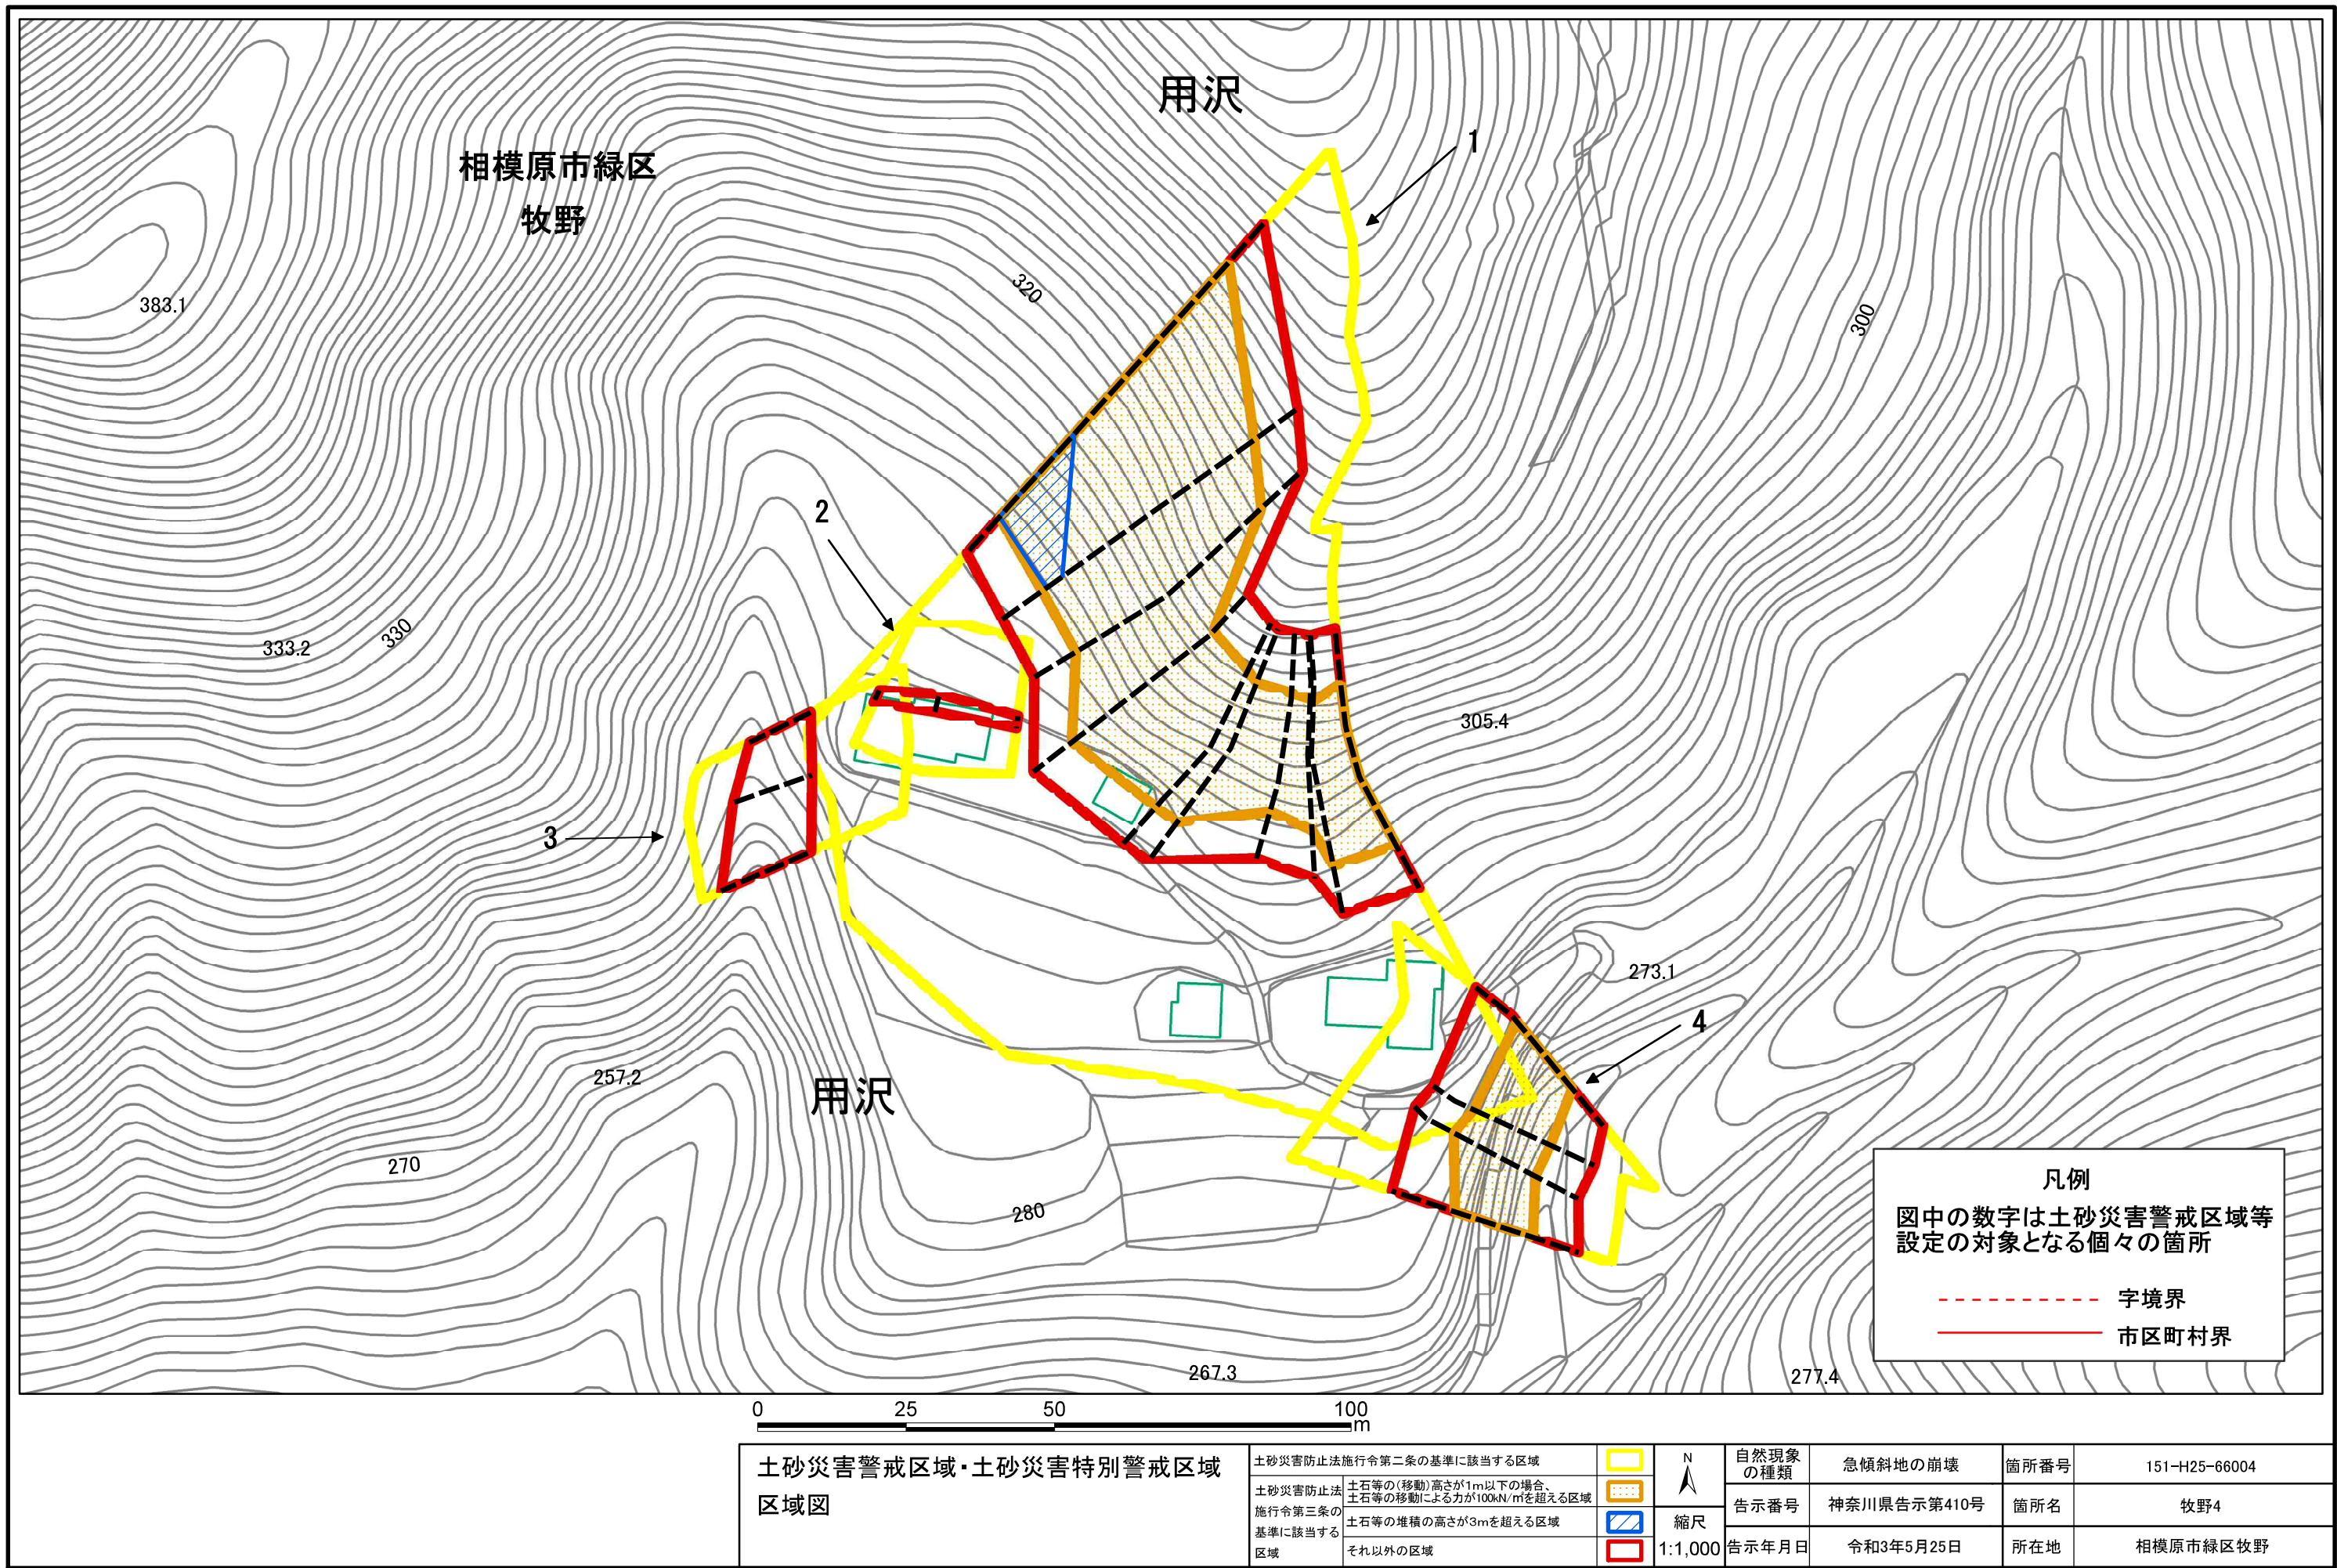 用沢
1
相模原市緑区
牧野
320
383.1
300
2
333.2
330
305.4
3
273.1
4
257.2
用沢
270
280
267.3
277.4
凡例
図中の数字は土砂災害警戒区域等
設定の対象となる個々の箇所
字境界
市区町村界
0 25 50 100
m
土砂災害警戒区域・土砂災害特別警戒区域
区域図
土砂災害防止法施行令第二条の基準に該当する区域
土砂災害防止法
施行令第三条の
基準に該当する
区域
土石等の(移動)高さが1m以下の場合、
土石等の移動による力が100kN/㎡を超える区域
土石等の堆積の高さが3mを超える区域
それ以外の区域
N
縮尺
1:1,000
自然現象
の種類
急傾斜地の崩壊
箇所番号
151-H25-66004
告示番号
神奈川県告示第410号
箇所名
牧野4
告示年月日
令和3年5月25日
所在地
相模原市緑区牧野